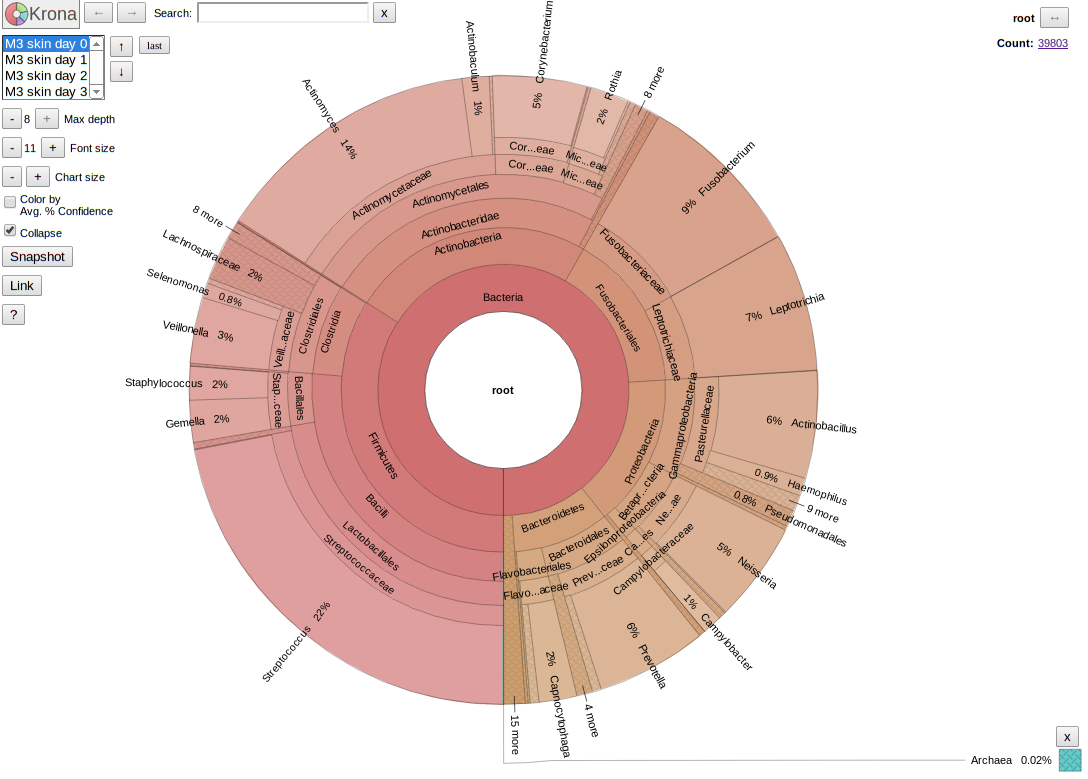 Krona
←
→
Search:
x
root
↔
M3 skin day 0
M3 skin day 1
M3 skin day 2
M3 skin day 3
↑
last
↓
Count: 39803
- 8 + Max depth
- 11 + Font size
- + Chart size
Color by
Avg. % Confidence
Collapse
Snapshot
Link
?
Actinomyces 14%
Actinobaculum 1%
Corynebacterium 5%
Rothia 2%
8 more
Cor...eae
Mic...eae
Cor...eae
Mic...eae
Actinomycetaceae
Actinomycetales
Actinobacteridae
Actinobacteria
Fusobacterium 9%
Leptotrichia 7%
Fusobacteriaceae
Leptotrichiaceae
Fusobacteriales
8 more
Lachnospiraceae 2%
Selenomonas 0.8%
Veillonella 3%
Staphylococcus 2%
Gemella 2%
Veill...aceae
Clostridiales
Clostridia
Stap...ceae
Bacillales
Bacteria
root
Firmicutes
Bacilli
Lactobacillales
Streptococcaceae
Streptococcus 22%
Actinobacillus 6%
Haemophilus 0.9%
9 more
Pseudomonadales 0.8%
Neisseria 5%
Campylobacter 1%
Pasteurellaceae
Gammaproteobacteria
Proteobacteria
Betapr...cteria
Ne...ae
Epsilonproteobacteria
Ca...es
Campylobacteraceae
Bacteroidetes
Bacteroidales
Prev...ceae
Flavobacteriales
Flavo...aceae
Prevotella 6%
4 more
Capnocytophaga 2%
15 more
x
Archaea 0.02%